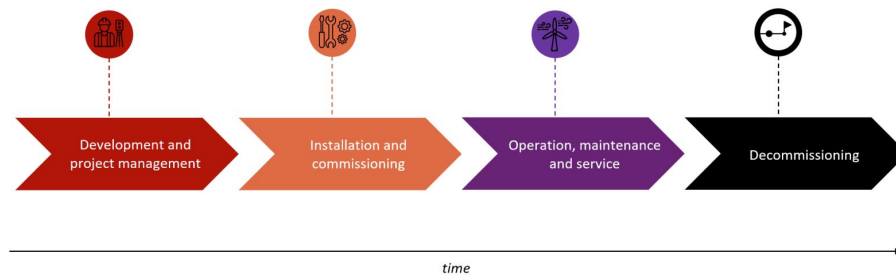 Development and
project management
Installation and
commissioning
Operation, maintenance
and service
Decommissioning
time